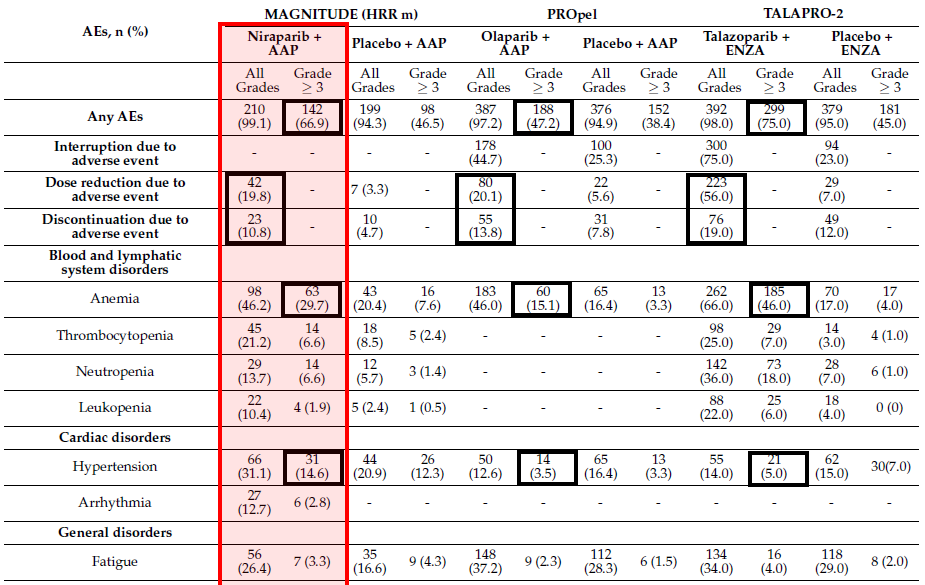 MAGNITUDE (HRR m) PROpel TALAPRO-2
AEs, n (%) Niraparib + AAP Placebo + AAP Olaparib + AAP Placebo + AAP Talazoparib + ENZA Placebo + ENZA
All Grades Grade ≥ 3 All Grades Grade ≥ 3 All Grades Grade ≥ 3 All Grades Grade ≥ 3 All Grades Grade ≥ 3 All Grades Grade ≥ 3
Any AEs 210 (99.1) 142 (66.9) 199 (94.3) 98 (46.5) 387 (97.2) 188 (47.2) 376 (94.9) 152 (38.4) 392 (98.0) 299 (75.0) 379 (95.0) 181 (45.0)
Interruption due to adverse event - - - - 178 (44.7) - 100 (25.3) - 300 (75.0) - 94 (23.0) -
Dose reduction due to adverse event 42 (19.8) - 7 (3.3) - 80 (20.1) - 22 (5.6) - 223 (56.0) - 29 (7.0) -
Discontinuation due to adverse event 23 (10.8) - 10 (4.7) - 55 (13.8) - 31 (7.8) - 76 (19.0) - 49 (12.0) -
Blood and lymphatic system disorders
Anemia 98 (46.2) 63 (29.7) 43 (20.4) 16 (7.6) 183 (46.0) 60 (15.1) 65 (16.4) 13 (3.3) 262 (66.0) 185 (46.0) 70 (17.0) 17 (4.0)
Thrombocytopenia 45 (21.2) 14 (6.6) 18 (8.5) 5 (2.4) - - - - 98 (25.0) 29 (7.0) 14 (3.0) 4 (1.0)
Neutropenia 29 (13.7) 14 (6.6) 12 (5.7) 3 (1.4) - - - - 142 (36.0) 73 (18.0) 28 (7.0) 6 (1.0)
Leukopenia 22 (10.4) 4 (1.9) 5 (2.4) 1 (0.5) - - - - 88 (22.0) 25 (6.0) 18 (4.0) 0 (0)
Cardiac disorders
Hypertension 66 (31.1) 31 (14.6) 44 (20.9) 26 (12.3) 50 (12.6) 14 (3.5) 65 (16.4) 13 (3.3) 55 (14.0) 21 (5.0) 62 (15.0) 30(7.0)
Arrhythmia 27 (12.7) 6 (2.8) - - - - - - - - - -
General disorders
Fatigue 56 (26.4) 7 (3.3) 35 (16.6) 9 (4.3) 148 (37.2) 9 (2.3) 112 (28.3) 6 (1.5) 134 (34.0) 16 (4.0) 118 (29.0) 8 (2.0)